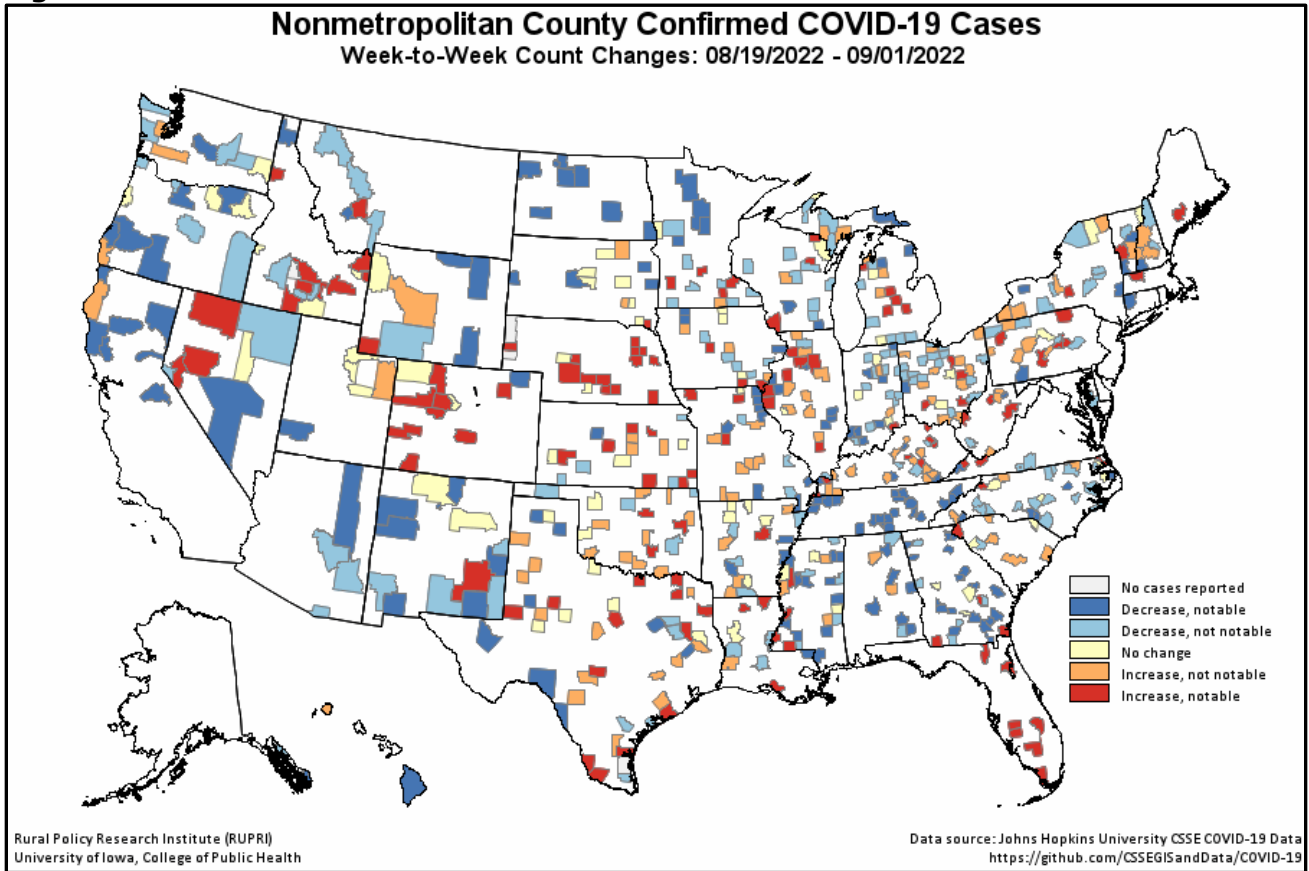 Nonmetropolitan County Confirmed COVID-19 Cases
Week-to-Week Count Changes: 08/19/2022 - 09/01/2022
No cases reported
Decrease, notable
Decrease, not notable
No change
Increase, not notable
Increase, notable
Rural Policy Research Institute (RUPRI)
University of Iowa, College of Public Health
Data source: Johns Hopkins University CSSE COVID-19 Data
https://github.com/CSSEGISandData/COVID-19